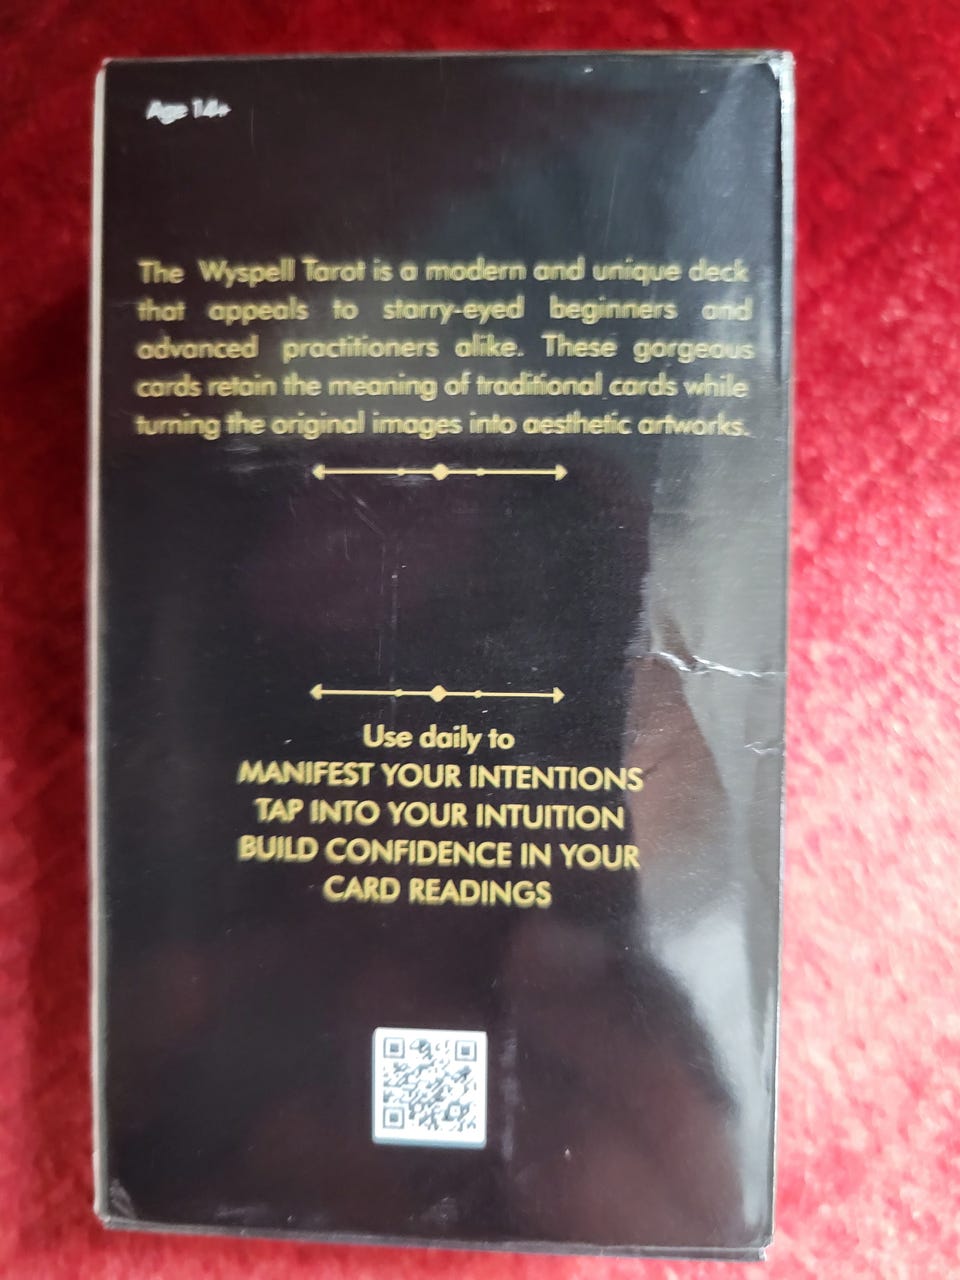 Age 14+
The Wyspell Tarot is a modern and unique deck
that appeals to starry-eyed beginners and
advanced practitioners alike. These gorgeous
cards retain the meaning of traditional cards while
turning the original images into aesthetic artworks.
Use daily to
MANIFEST YOUR INTENTIONS
TAP INTO YOUR INTUITION
BUILD CONFIDENCE IN YOUR
CARD READINGS